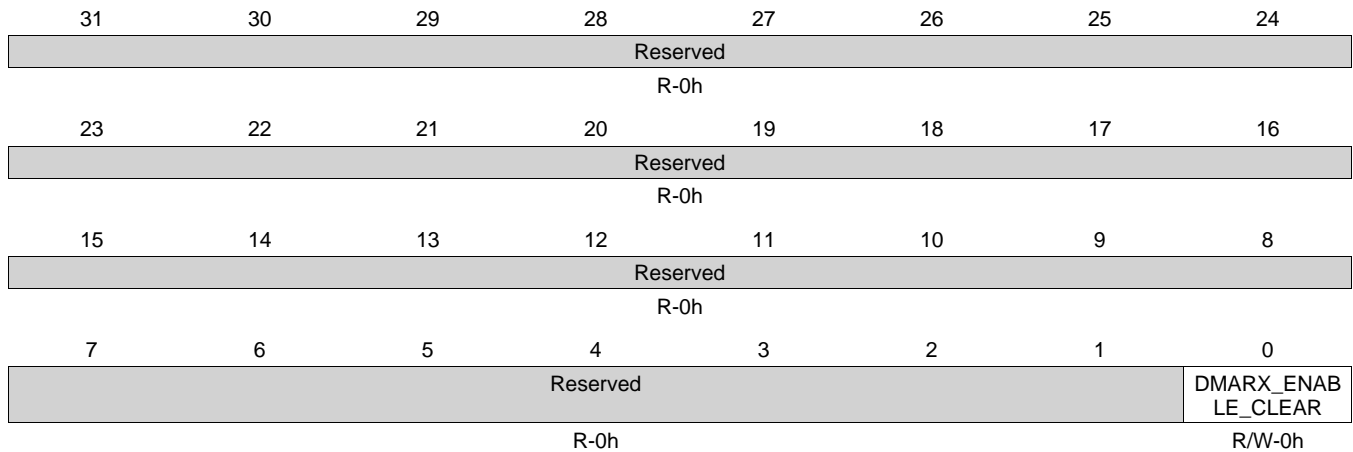 31 30 29 28 27 26 25 24
Reserved
R-0h
23 22 21 20 19 18 17 16
Reserved
R-0h
15 14 13 12 11 10 9 8
Reserved
R-0h
7 6 5 4 3 2 1 0
Reserved DMARX_ENAB
LE_CLEAR
R-0h R/W-0h